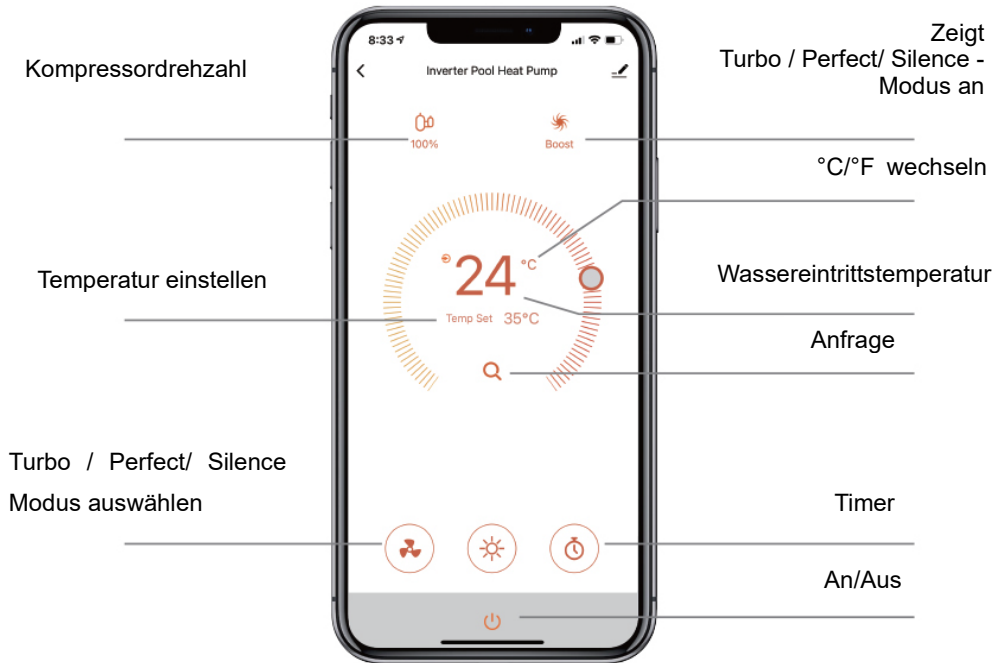 8:33
Inverter Pool Heat Pump
Kompressordrehzahl
Zeigt
Turbo / Perfect/ Silence -
Modus an
100%
Boost
°C/°F wechseln
24 °C
Temperatur einstellen
Wassereintrittstemperatur
Temp Set 35°C
Anfrage
Turbo / Perfect/ Silence
Modus auswählen
Timer
An/Aus